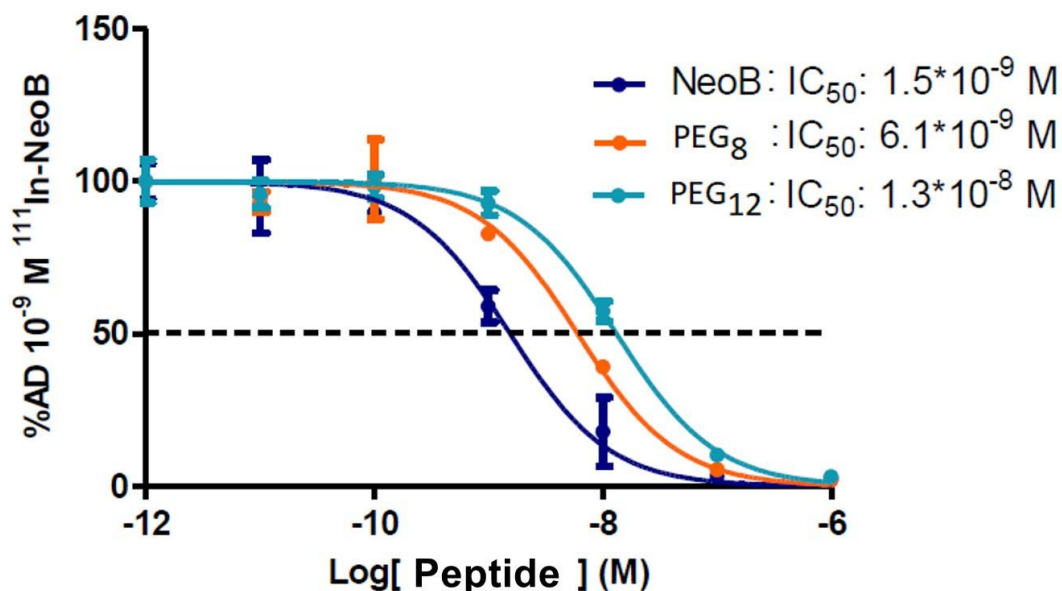 150
100
50
0
%AD 10⁻⁹ M ¹¹¹In-NeoB
NeoB: IC₅₀: 1.5*10⁻⁹ M
PEG₈ : IC₅₀: 6.1*10⁻⁹ M
PEG₁₂: IC₅₀: 1.3*10⁻⁸ M
-12 -10 -8 -6
Log[ Peptide ] (M)